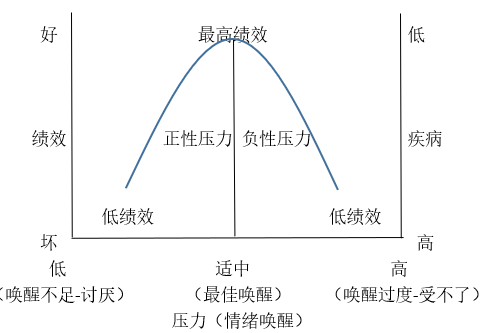 好 最高绩效 低
绩效 正性压力 负性压力 疾病
低绩效 低绩效
坏 高
低 适中 高
（唤醒不足-讨厌） （最佳唤醒） （唤醒过度-受不了）
压力（情绪唤醒）